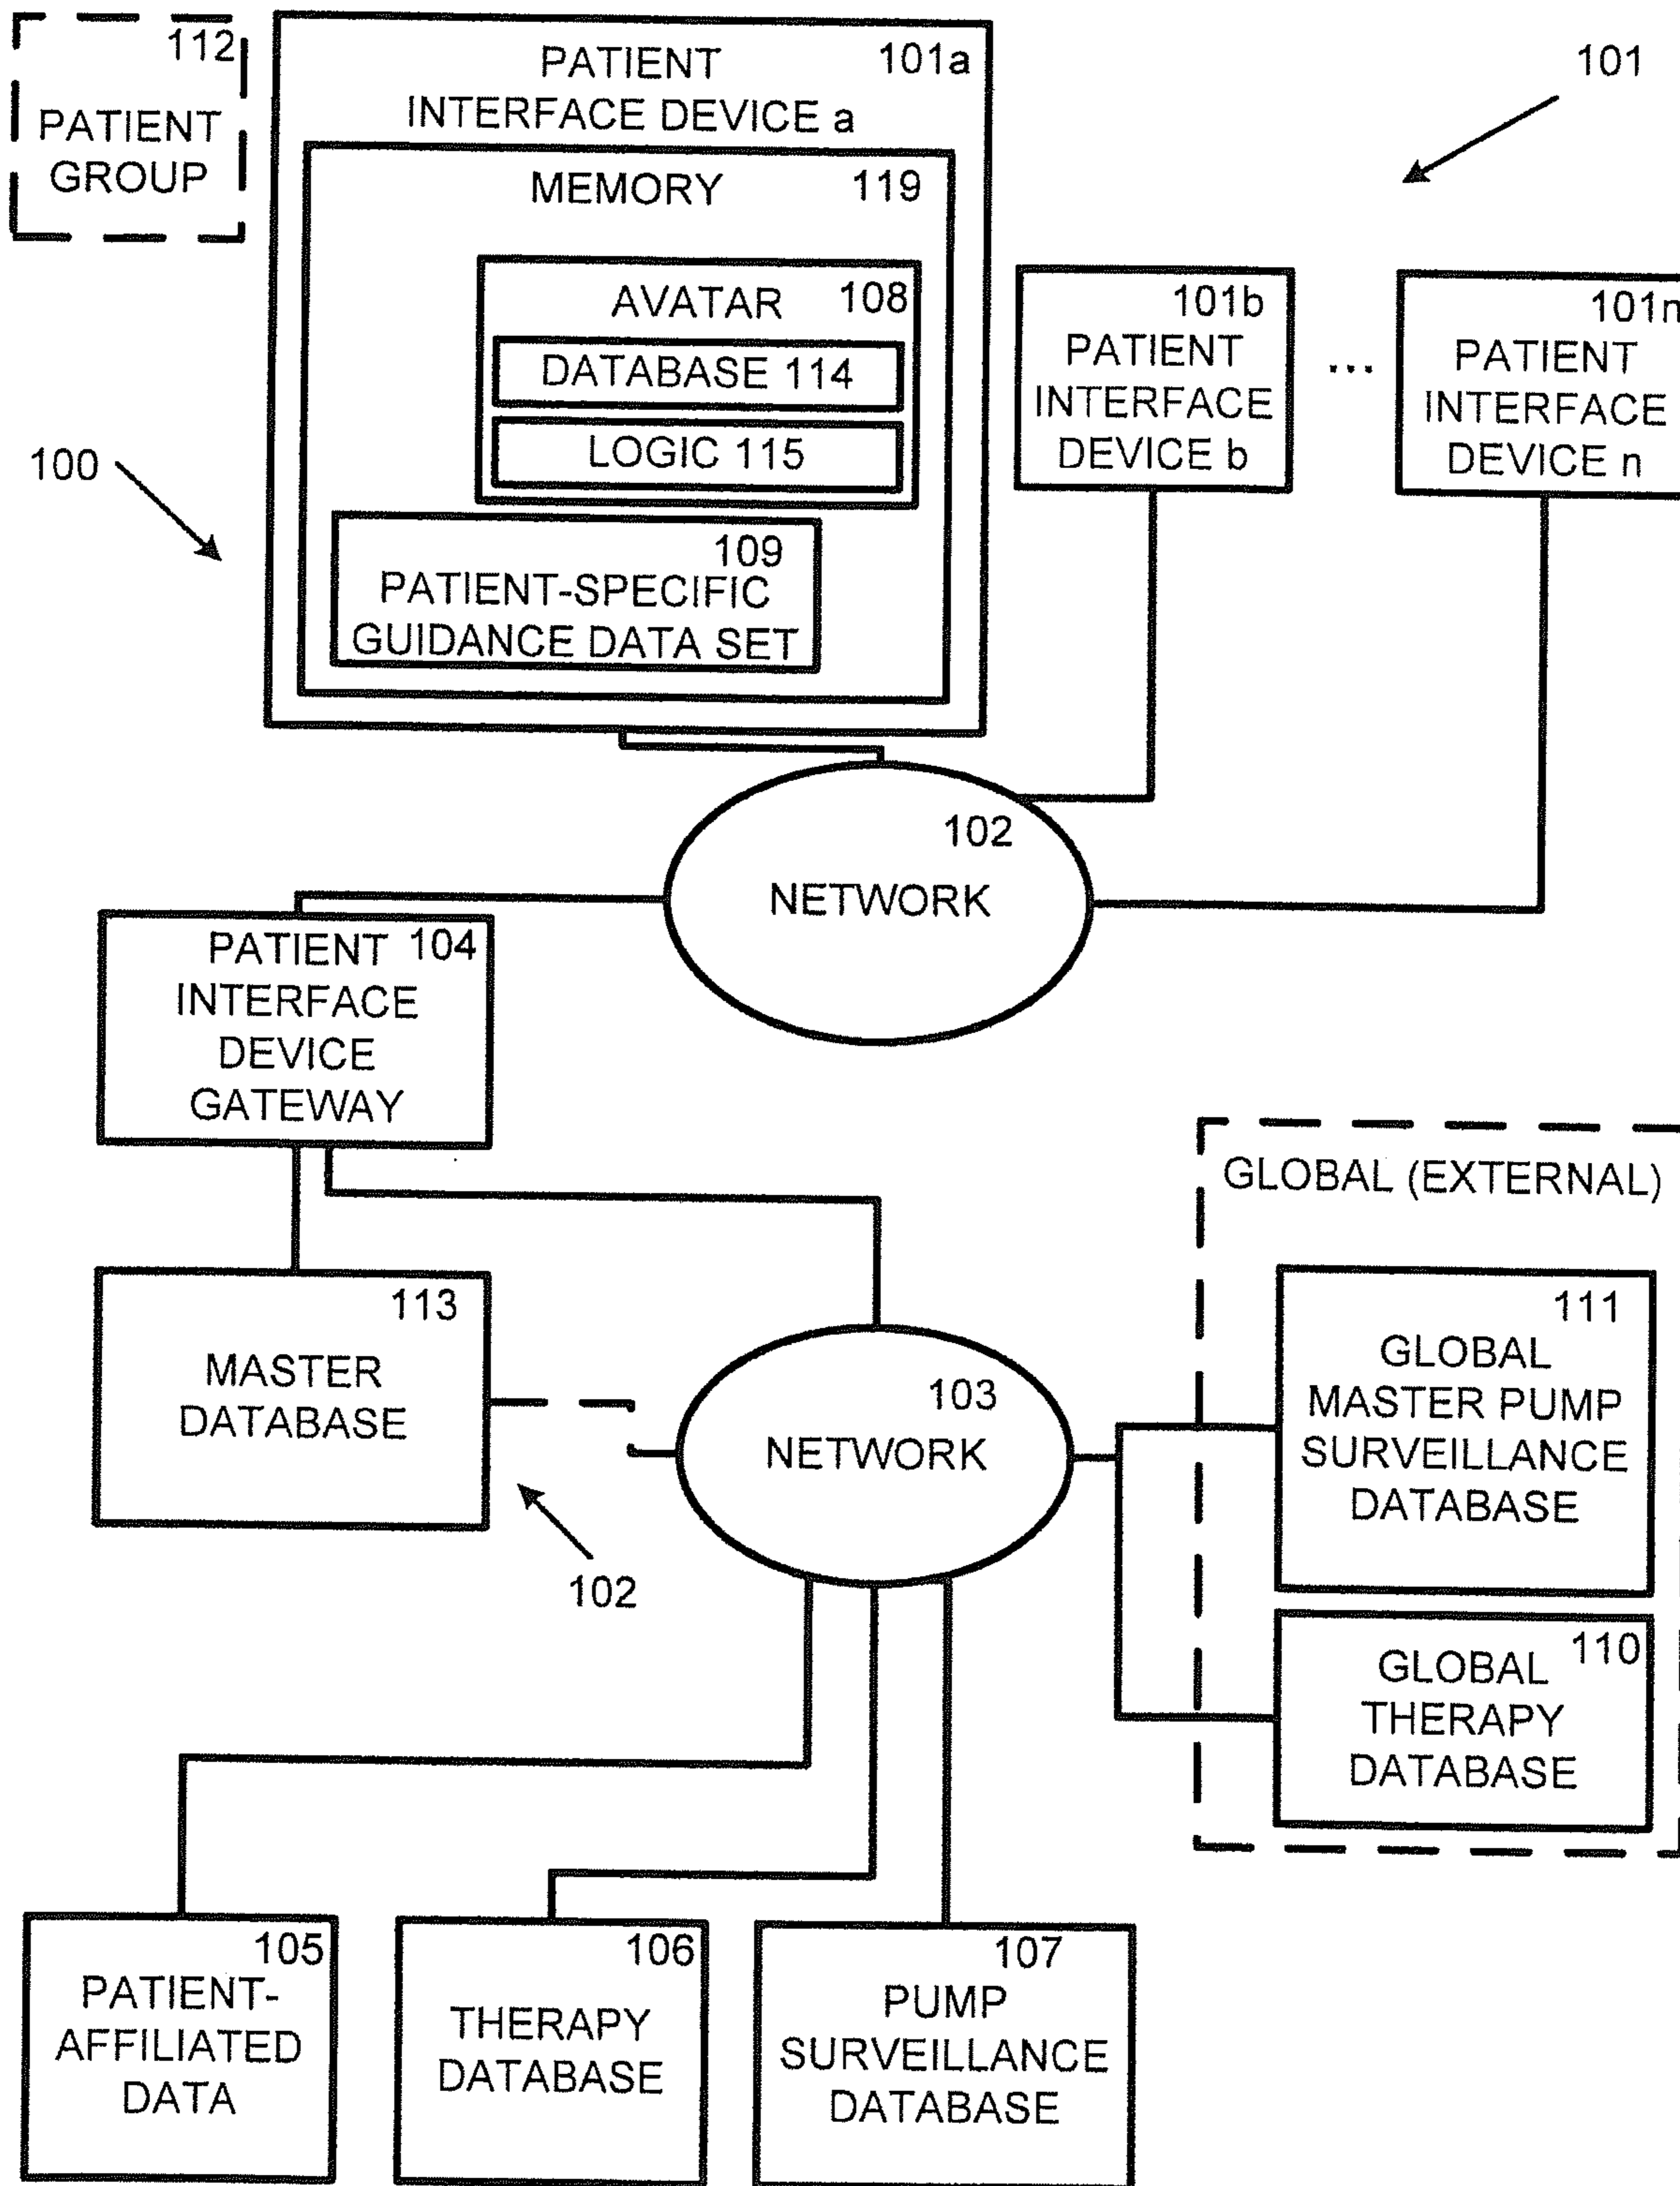 112
PATIENT
GROUP
PATIENT 101a
INTERFACE DEVICE a
MEMORY 119
AVATAR 108
DATABASE 114
LOGIC 115
109
PATIENT-SPECIFIC
GUIDANCE DATA SET
100
101
101b
PATIENT
INTERFACE
DEVICE b
...
101n
PATIENT
INTERFACE
DEVICE n
102
NETWORK
PATIENT 104
INTERFACE
DEVICE
GATEWAY
GLOBAL (EXTERNAL)
113
MASTER
DATABASE
102
103
NETWORK
111
GLOBAL
MASTER PUMP
SURVEILLANCE
DATABASE
GLOBAL 110
THERAPY
DATABASE
105
PATIENT-
AFFILIATED
DATA
106
THERAPY
DATABASE
107
PUMP
SURVEILLANCE
DATABASE